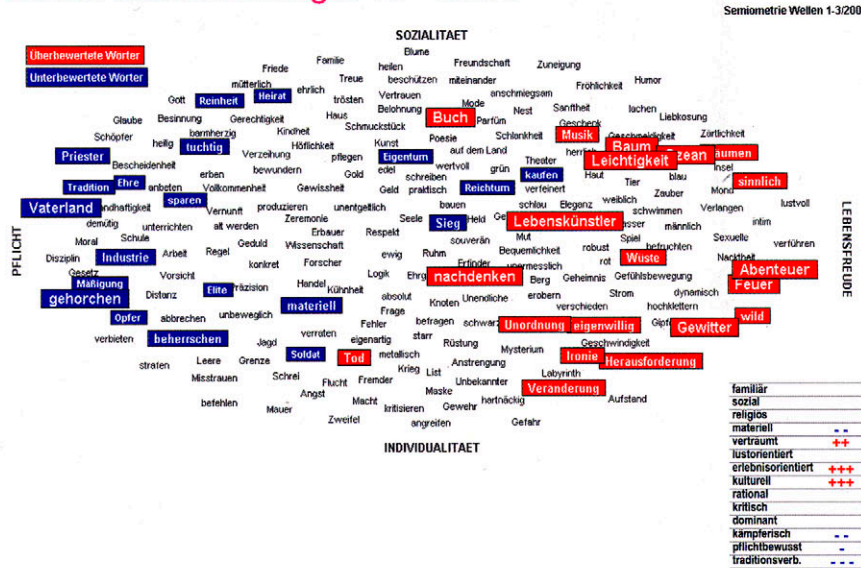 Semiometrie Wellen 1-3/200
SOZIALITAET
Überbewertete Wörter
Unterbewertete Wörter
Blume
Familie
heilen
Freundschaft
Zuneigung
Friede
Treue
beschützen
miteinander
Humor
mütterlich
ehrlich
Vertrauen
anschmiegsam
Fröhlichkeit
Gott
Reinheit
Heirat
trösten
Belohnung
Mode
Nest
Sanftheit
lachen
Liebkosung
Glaube
Besinnung
Gerechtigkeit
Haus
Schmuckstück
Buch
Parfüm
Geschenk
Schöpfer
barmherzig
Kindheit
Poesie
Schlankheit
Musik
Geschmeidigkeit
Zärtlichkeit
heilig
tuchtig
Höflichkeit
Kunst
auf dem Land
Baum
Priester
Verzeihung
pflegen
Eigentum
Theater
Leichtigkeit
Insel
Bescheidenheit
bewundern
edel
wertvoll
grün
kaufen
Haut
blau
erben
Gold
schreiben
Tier
sinnlich
Tradition
Ehre
anbeten
Vollkommenheit
Gewissheit
Geld
praktisch
Reichtum
verfeinert
Zauber
Mond
sparen
weiblich
lustvoll
Vaterland
Vernunft
produzieren
unentgeltlich
bauen
schlau
Eleganz
schwimmen
Verlangen
demütig
unterrichten
alt werden
Zeremonie
Seele
Sieg
Held
Lebenskünstler
männlich
intim
Moral
Schule
Erbauer
Respekt
souverän
Mut
Spiel
Sexuelle
Disziplin
Industrie
Arbeit
Regel
Geduld
Wissenschaft
ewig
Ruhm
Bequemlichkeit
robust
befruchten
verführen
Gesetz
konkret
Forscher
Erfinder
unermesslich
rot
Wuste
Nacktheit
Mäßigung
Vorsicht
Logik
nachdenken
Berg
Geheimnis
Gefühlsbewegung
Abenteuer
gehorchen
Distanz
Elite
Handel
Kühnheit
absolut
Knoten
Unendliche
erobern
Strom
dynamisch
Feuer
Opfer
abbrechen
unbeweglich
materiell
Frage
verschieden
hochklettern
wild
verbieten
beherrschen
verraten
Fehler
befragen
Unordnung
eigenwillig
Gewitter
Jagd
eigenartig
starr
Rüstung
Geschwindigkeit
straten
Leere
Grenze
Soldat
Tod
metallisch
Mysterium
Ironie
Herausforderung
Misstrauen
Schrei
Flucht
Fremder
Krieg
List
Anstrengung
Labyrinth
Angst
Maske
Unbekannter
Veranderung
befehlen
Mauer
Macht
kritisieren
Gewehr
hartnäckig
Aufstand
Zweifel
angreifen
Gefahr
PFLICHT
LEBENSFREUDE
INDIVIDUALITAET
familiär
sozial
religiös
materiell - -
verträumt ++
lustorientiert
erlebnisorientiert +++
kulturell +++
rational
kritisch
dominant
kämpferisch - -
pflichtbewusst -
traditionsverb. - - -